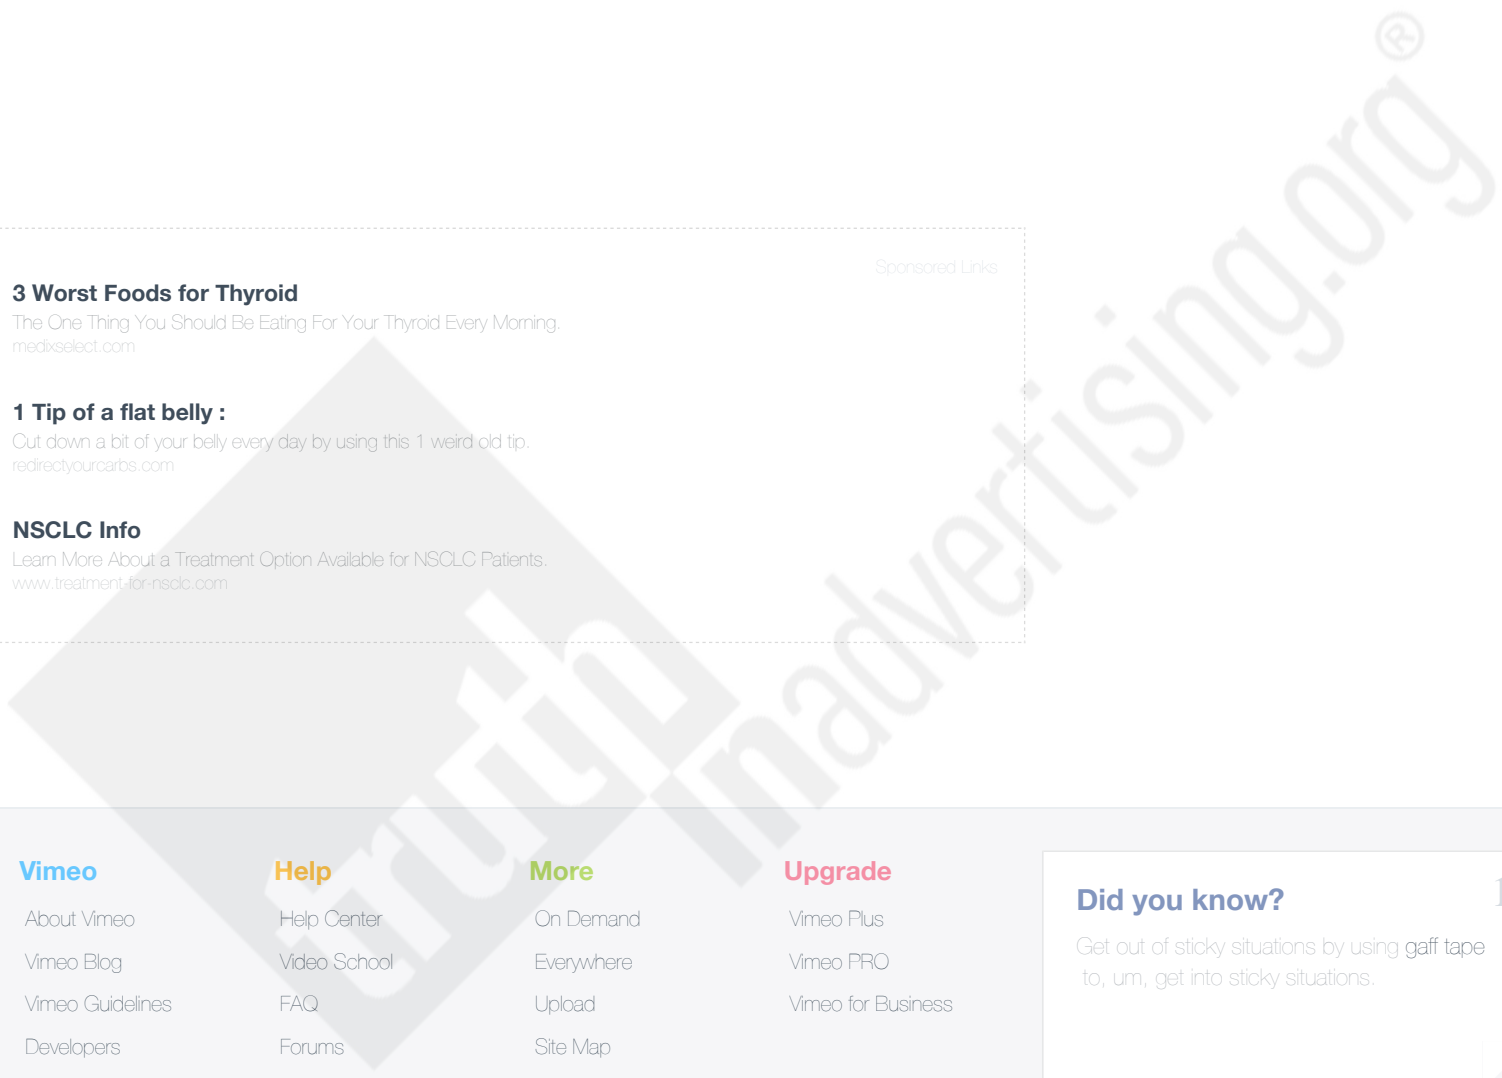 Sponsored Links
3 Worst Foods for Thyroid
The One Thing You Should Be Eating For Your Thyroid Every Morning.
medixselect.com
1 Tip of a flat belly :
Cut down a bit of your belly every day by using this 1 weird old tip.
redirectyourcarbs.com
NSCLC Info
Learn More About a Treatment Option Available for NSCLC Patients.
www.treatment-for-nsclc.com
truth
inadvertising.org®
Vimeo
About Vimeo
Vimeo Blog
Vimeo Guidelines
Developers
Help
Help Center
Video School
FAQ
Forums
More
On Demand
Everywhere
Upload
Site Map
Upgrade
Vimeo Plus
Vimeo PRO
Vimeo for Business
Did you know?
Get out of sticky situations by using gaff tape
to, um, get into sticky situations.